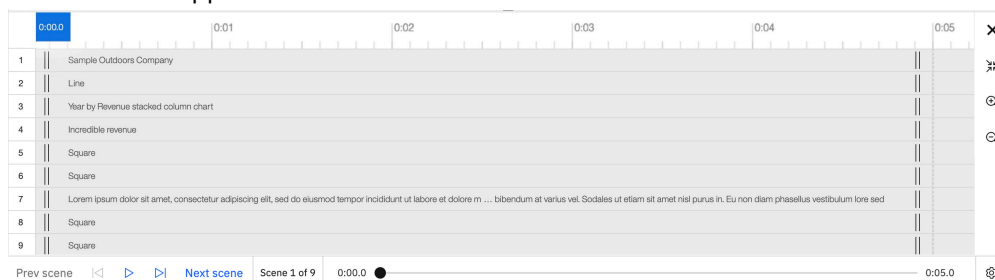 0:00.0 0:01 0:02 0:03 0:04 0:05
1 Sample Outdoors Company
2 Line
3 Year by Revenue stacked column chart
4 Incredible revenue
5 Square
6 Square
7 Lorem ipsum dolor sit amet, consectetur adipiscing elit, sed do eiusmod tempor incididunt ut labore et dolore m ... bibendum at varius vel. Sodales ut etiam sit amet nisl purus in. Eu non diam phasellus vestibulum lore sed
8 Square
9 Square
Prev scene Next scene Scene 1 of 9 0:00.0 0:05.0